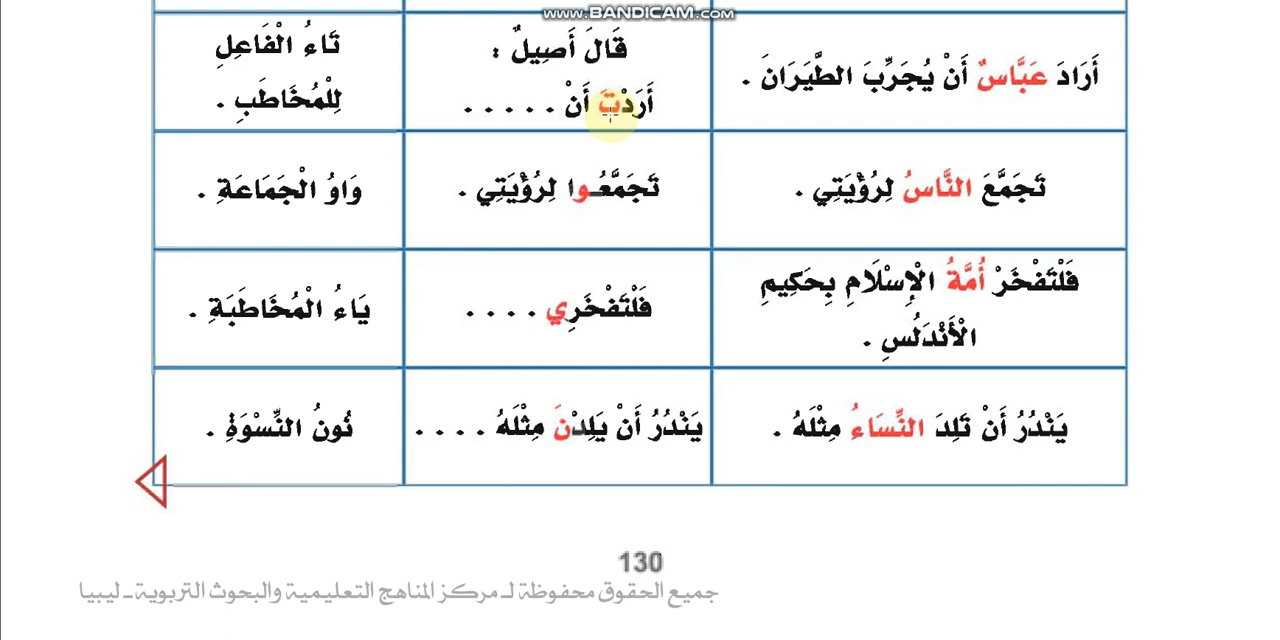 www.BANDICAM.com
أَرَادَ عَبَّاسٌ أَنْ يُجَرِّبَ الطَّيَرَانَ .
قَالَ أَصِيلٌ :
أَرَدْتَ أَنْ . . . . .
تَاءُ الْفَاعِلِ
لِلْمُخَاطَبِ .
تَجَمَّعَ النَّاسُ لِرُؤْيَتِي .
تَجَمَّعُوا لِرُؤْيَتِي .
وَاوُ الْجَمَاعَةِ .
فَلْتَفْخَرْ أُمَّةُ الْإِسْلَامِ بِحَكِيمِ
الْأَنْدَلُسِ .
فَلْتَفْخَرِي . . . .
يَاءُ الْمُخَاطَبَةِ .
يَنْدُرُ أَنْ تَلِدَ النِّسَاءُ مِثْلَهُ .
يَنْدُرُ أَنْ يَلِدْنَ مِثْلَهُ . . . .
نُونُ النِّسْوَةِ .
130
جميع الحقوق محفوظة لـ مركز المناهج التعليمية والبحوث التربوية ـ ليبيا